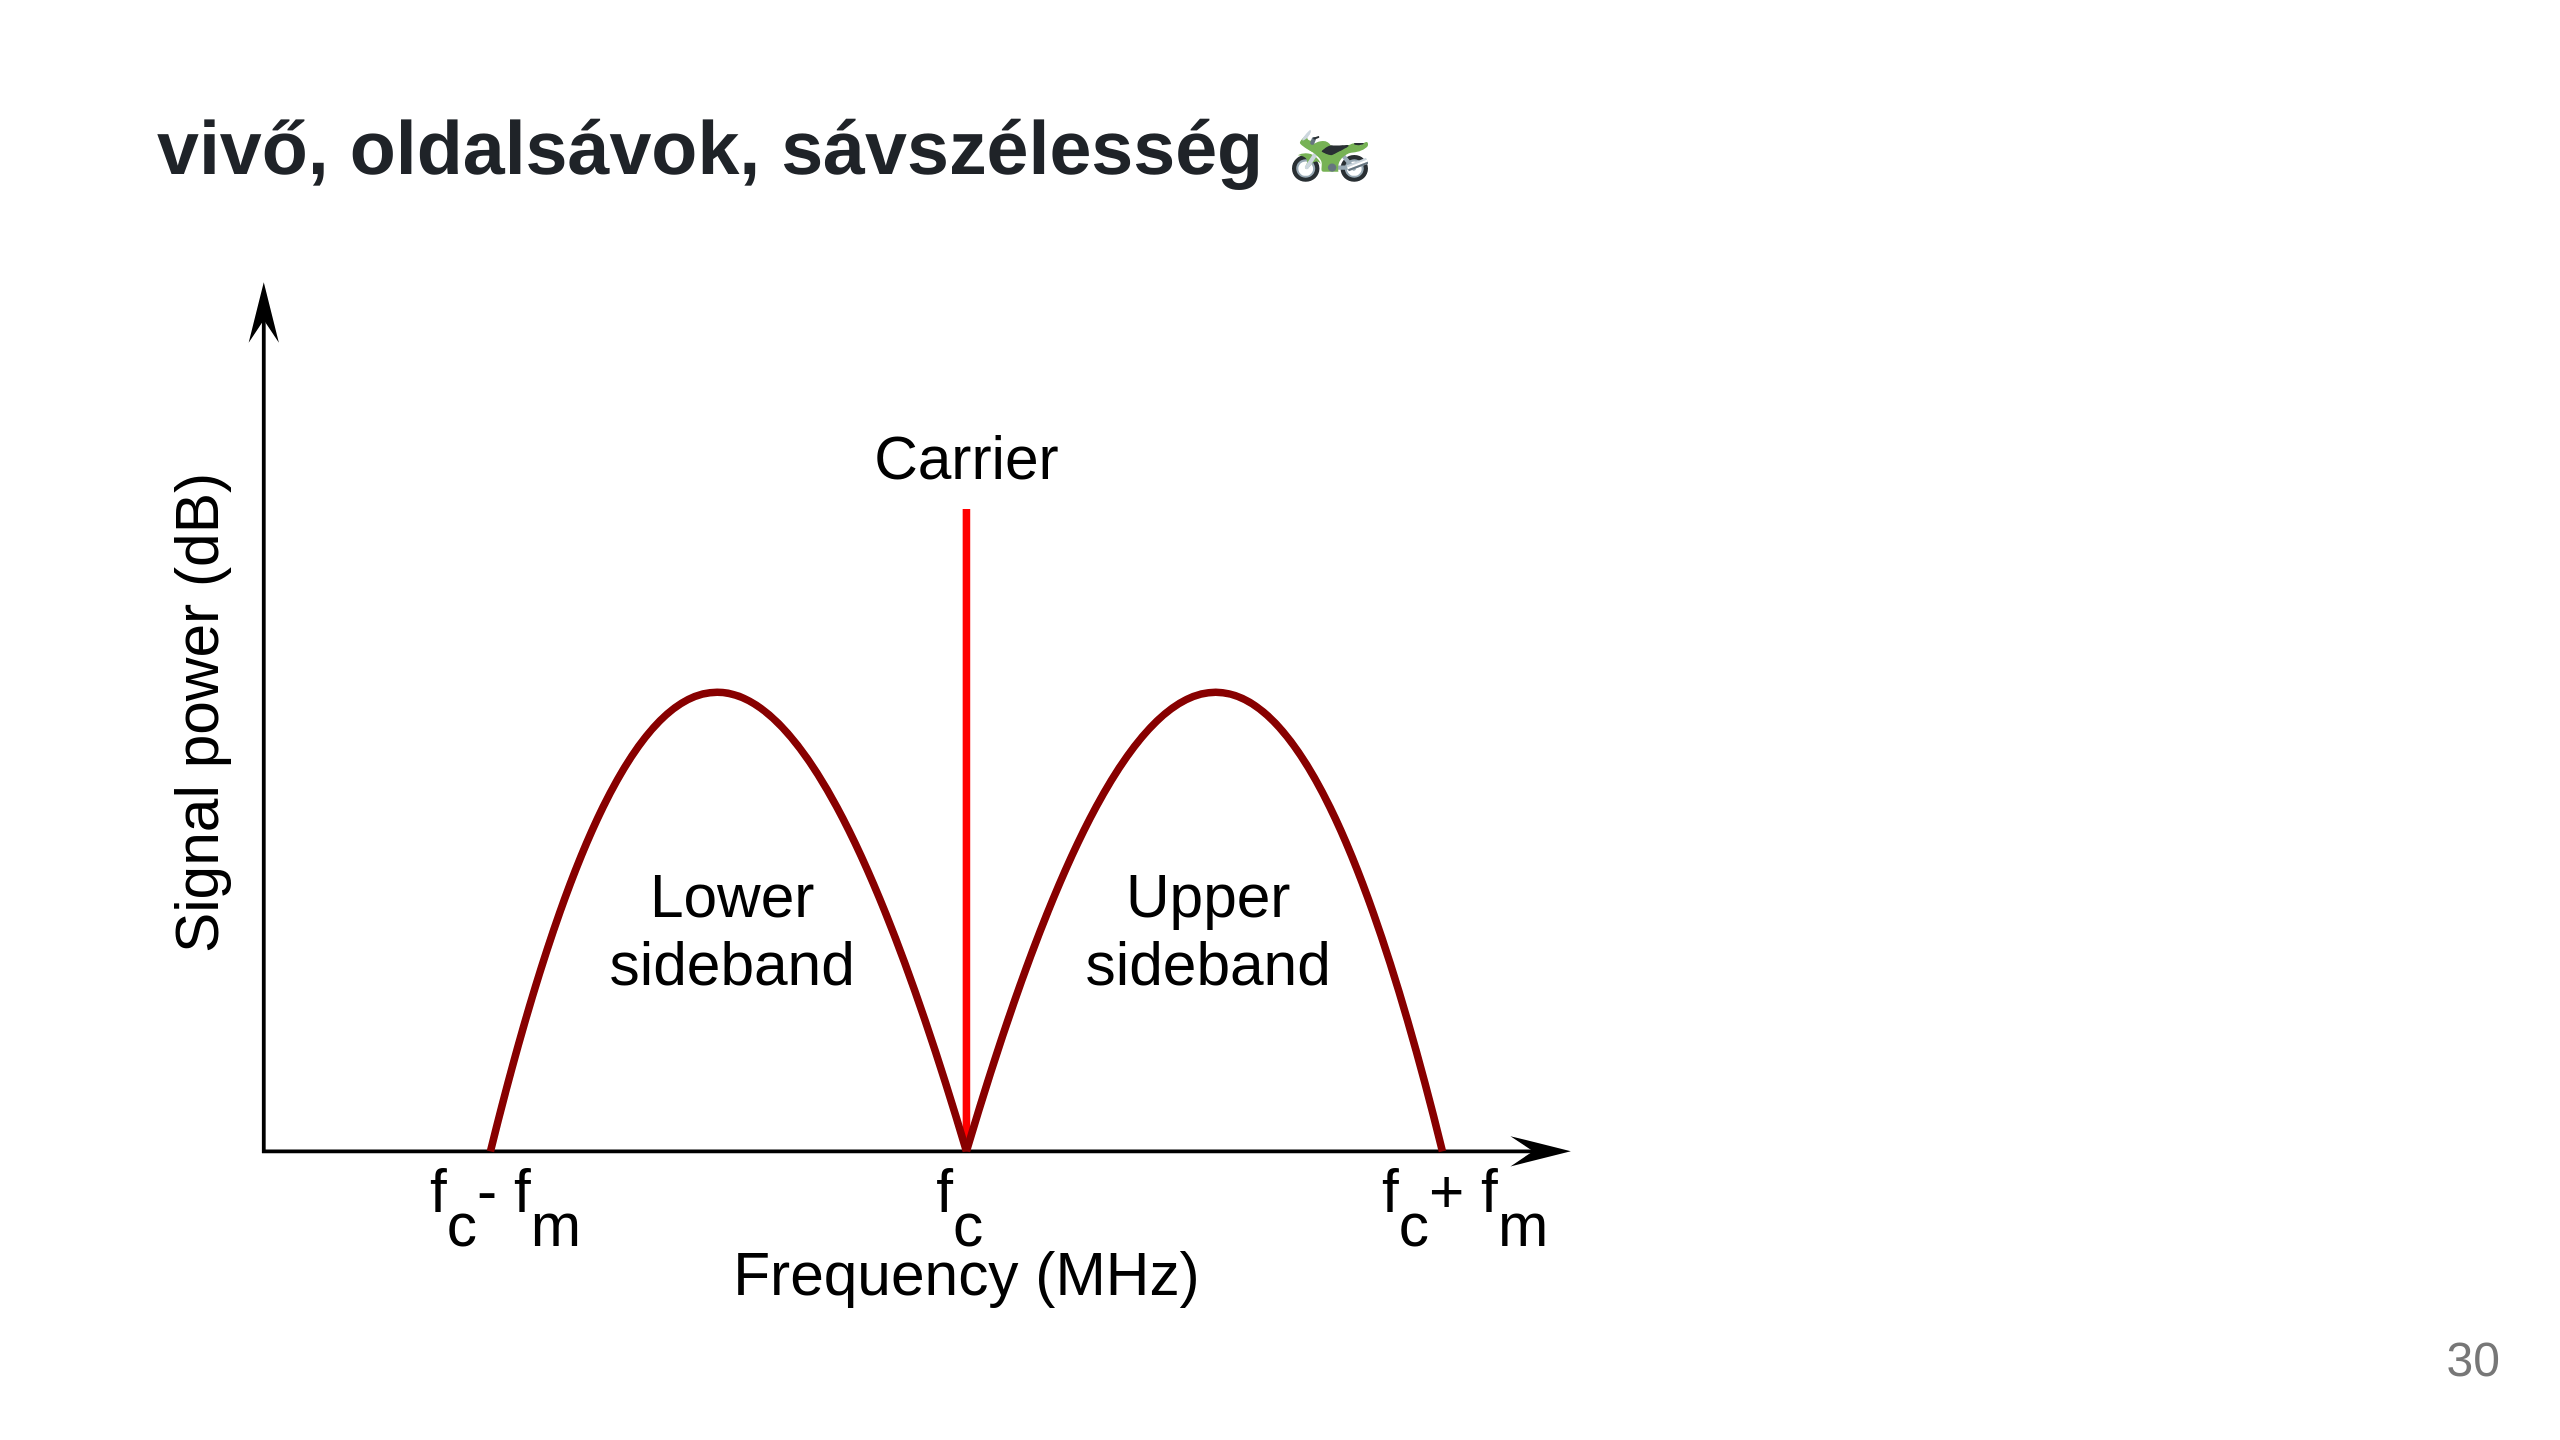 vivő, oldalsávok, sávszélesség 🏍
Signal power (dB)
Carrier
Lower
sideband
Upper
sideband
fc- fm
fc
fc+ fm
Frequency (MHz)
30